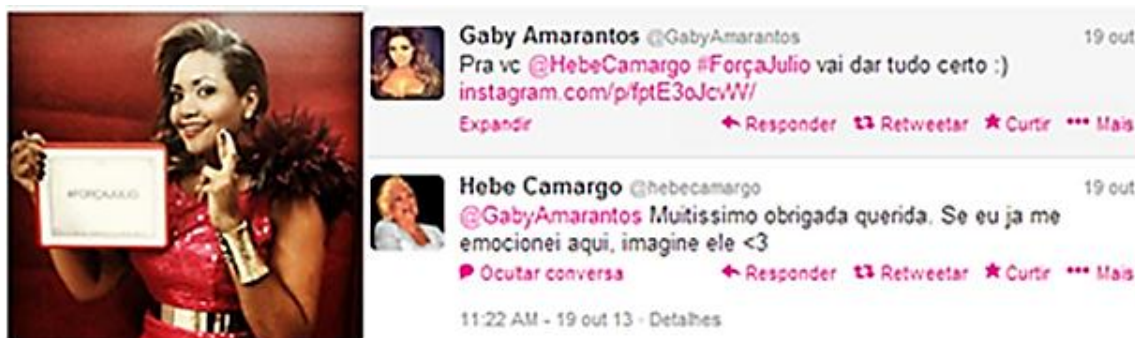 #FORÇAJULIO
Gaby Amarantos @GabyAmarantos 19 out
Pra vc @HebeCamargo #ForçaJulio vai dar tudo certo :)
instagram.com/p/fptE3oJcvW/
Expandir Responder Retweetar Curtir Mais
Hebe Camargo @hebecamargo 19 out
@GabyAmarantos Muitissimo obrigada querida. Se eu ja me
emocionei aqui, imagine ele <3
Ocultar conversa Responder Retweetar Curtir Mais
11:22 AM - 19 out 13 · Detalhes